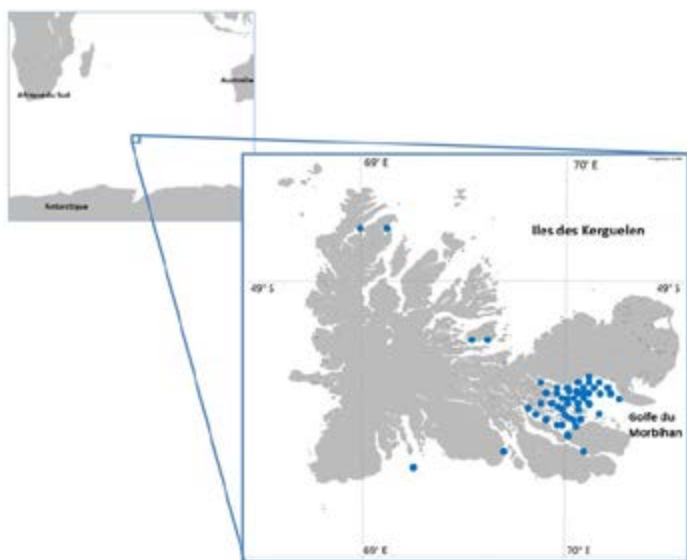 Afrique du Sud
Australie
Antarctique
69° E
70° E
Iles des Kerguelen
49° S
49° S
Golfe du
Morbihan
69° E
70° E